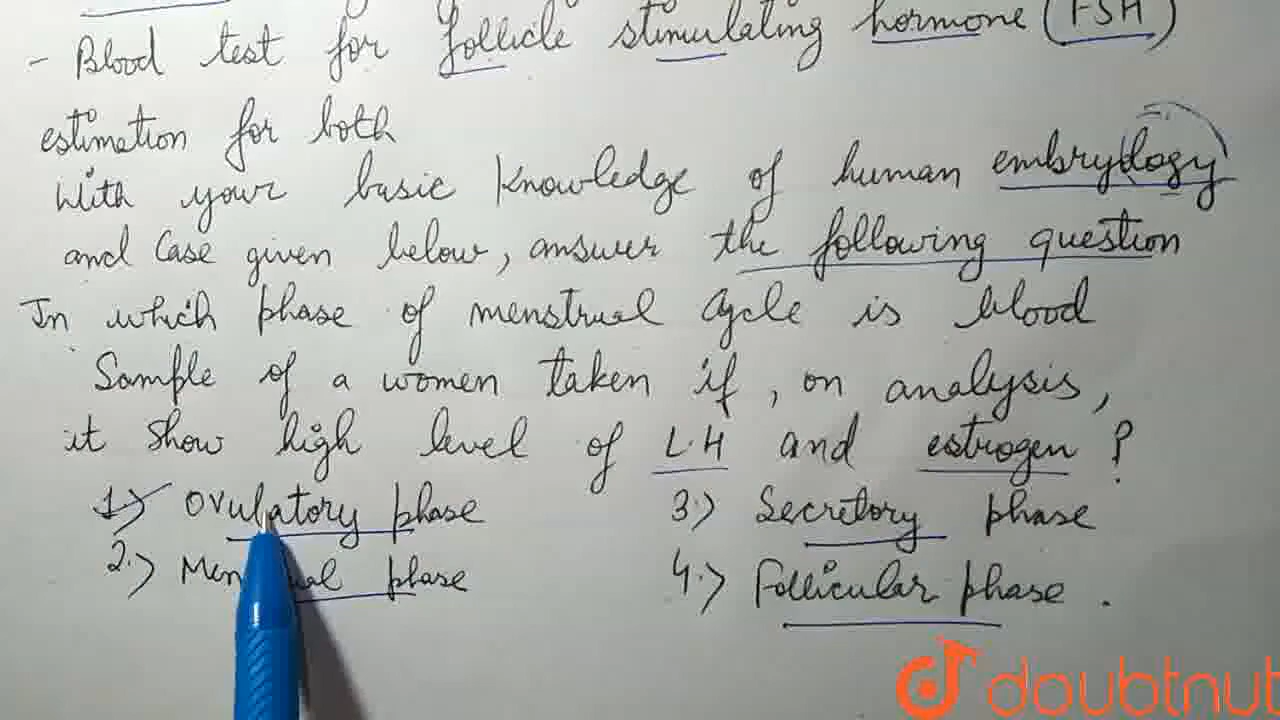 - Blood test for follicle stimulating hormone (FSH)
estimation for both
With your basic knowledge of human embryology
and case given below, answer the following question
In which phase of menstrual cycle is blood
Sample of a women taken if, on analysis,
it show high level of L.H and estrogen ?
1.) Ovulatory phase
2.) Menstrual phase
3.) Secretory phase
4.) Follicular phase .
doubtnut